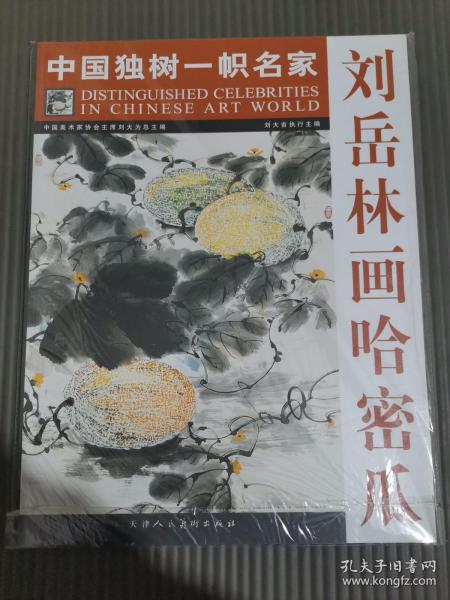 中国独树一帜名家
DISTINGUISHED CELEBRITIES
IN CHINESE ART WORLD
中国美术家协会主席刘大为总主编 刘大吉执行主编
刘岳林画哈密瓜
天津人民美术出版社
孔夫子旧书网
www.kongfz.com